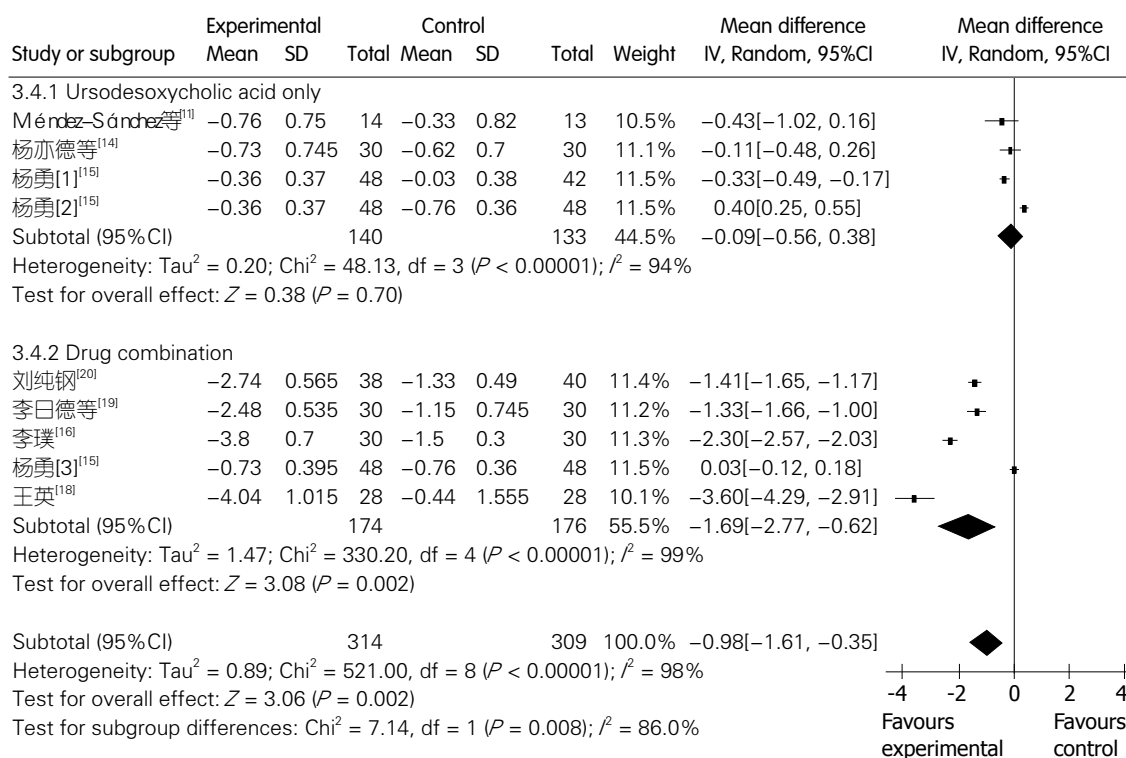 Experimental Control Mean difference Mean difference
Study or subgroup Mean SD Total Mean SD Total Weight IV, Random, 95%CI IV, Random, 95%CI
3.4.1 Ursodesoxycholic acid only
Méndez-Sánchez等[11] −0.76 0.75 14 −0.33 0.82 13 10.5% −0.43[−1.02, 0.16]
杨亦德等[14] −0.73 0.745 30 −0.62 0.7 30 11.1% −0.11[−0.48, 0.26]
杨勇[1][15] −0.36 0.37 48 −0.03 0.38 42 11.5% −0.33[−0.49, −0.17]
杨勇[2][15] −0.36 0.37 48 −0.76 0.36 48 11.5% 0.40[0.25, 0.55]
Subtotal (95%CI) 140 133 44.5% −0.09[−0.56, 0.38]
Heterogeneity: Tau² = 0.20; Chi² = 48.13, df = 3 (P < 0.00001); I² = 94%
Test for overall effect: Z = 0.38 (P = 0.70)
3.4.2 Drug combination
刘纯钢[20] −2.74 0.565 38 −1.33 0.49 40 11.4% −1.41[−1.65, −1.17]
李日德等[19] −2.48 0.535 30 −1.15 0.745 30 11.2% −1.33[−1.66, −1.00]
李璞[16] −3.8 0.7 30 −1.5 0.3 30 11.3% −2.30[−2.57, −2.03]
杨勇[3][15] −0.73 0.395 48 −0.76 0.36 48 11.5% 0.03[−0.12, 0.18]
王英[18] −4.04 1.015 28 −0.44 1.555 28 10.1% −3.60[−4.29, −2.91]
Subtotal (95%CI) 174 176 55.5% −1.69[−2.77, −0.62]
Heterogeneity: Tau² = 1.47; Chi² = 330.20, df = 4 (P < 0.00001); I² = 99%
Test for overall effect: Z = 3.08 (P = 0.002)
Subtotal (95%CI) 314 309 100.0% −0.98[−1.61, −0.35]
Heterogeneity: Tau² = 0.89; Chi² = 521.00, df = 8 (P < 0.00001); I² = 98%
Test for overall effect: Z = 3.06 (P = 0.002)
Test for subgroup differences: Chi² = 7.14, df = 1 (P = 0.008); I² = 86.0%
-4 -2 0 2 4
Favours experimental
Favours control